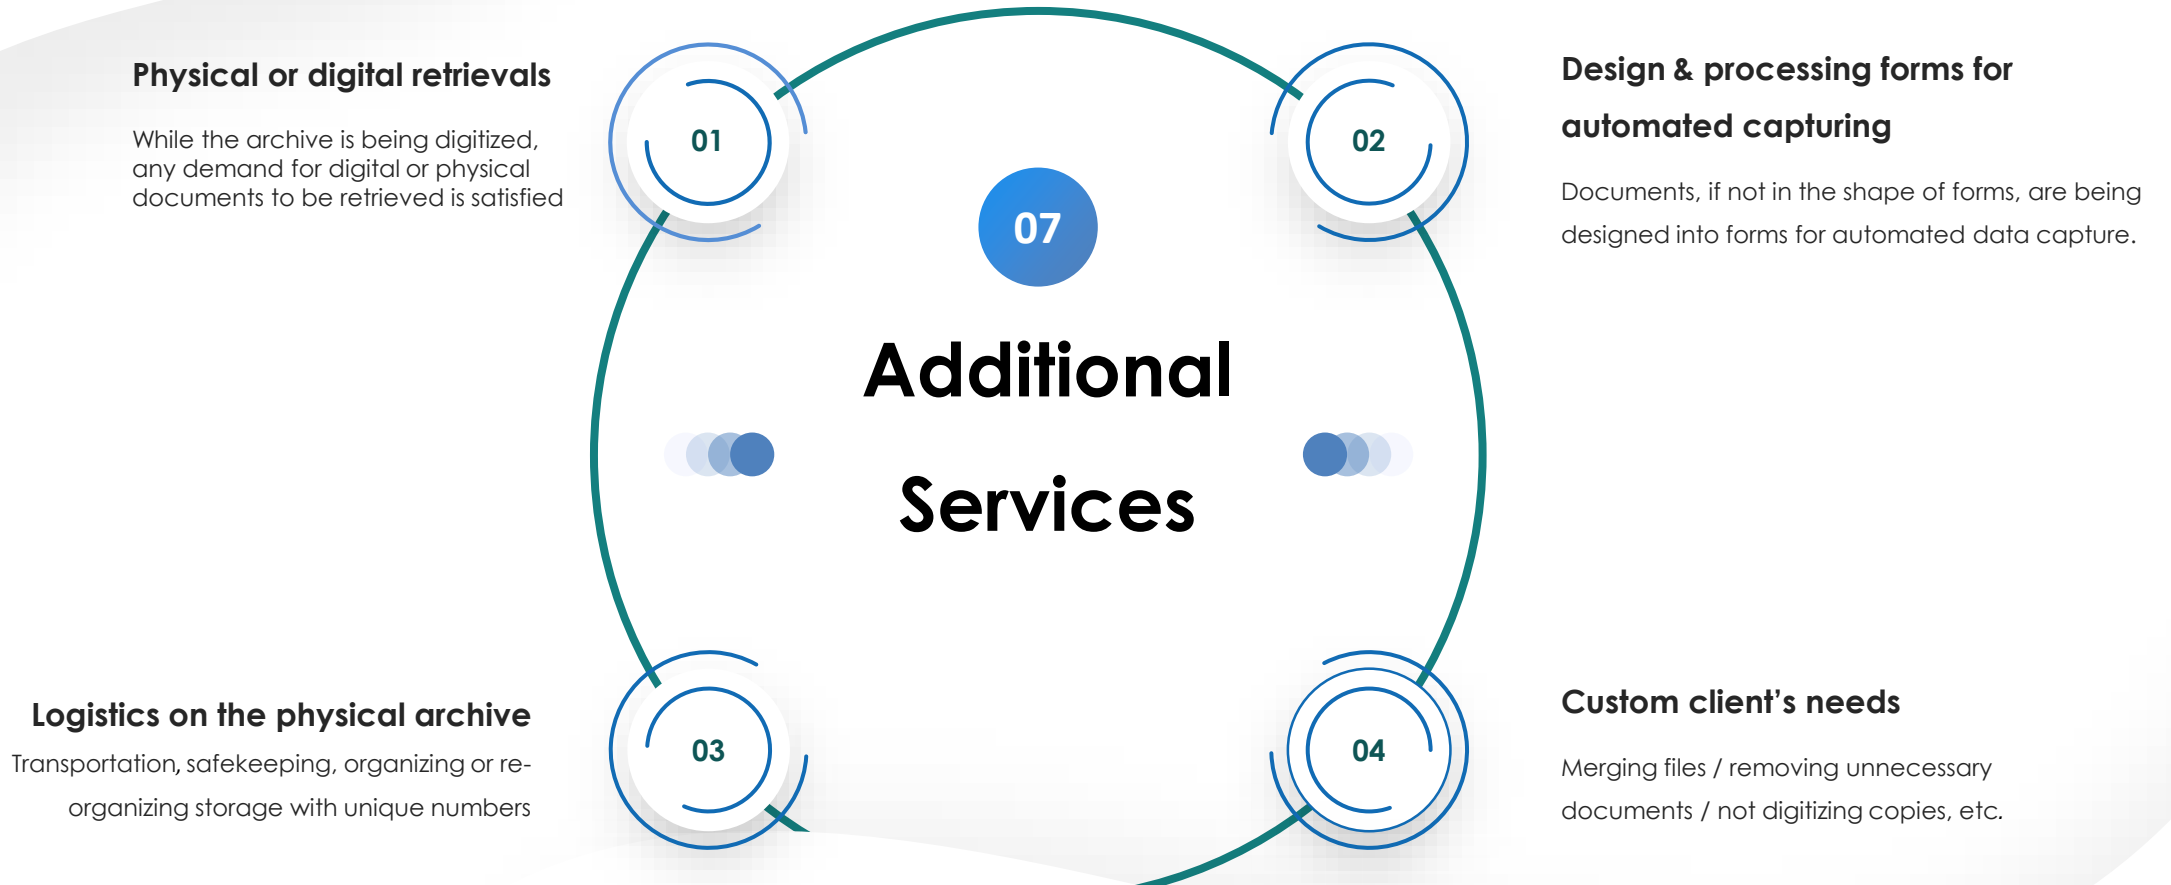 Physical or digital retrievals
While the archive is being digitized,
any demand for digital or physical
documents to be retrieved is satisfied
01
02
Design & processing forms for
automated capturing
Documents, if not in the shape of forms, are being
designed into forms for automated data capture.
07
Additional
Services
Logistics on the physical archive
Transportation, safekeeping, organizing or re-
organizing storage with unique numbers
03
04
Custom client’s needs
Merging files / removing unnecessary
documents / not digitizing copies, etc.